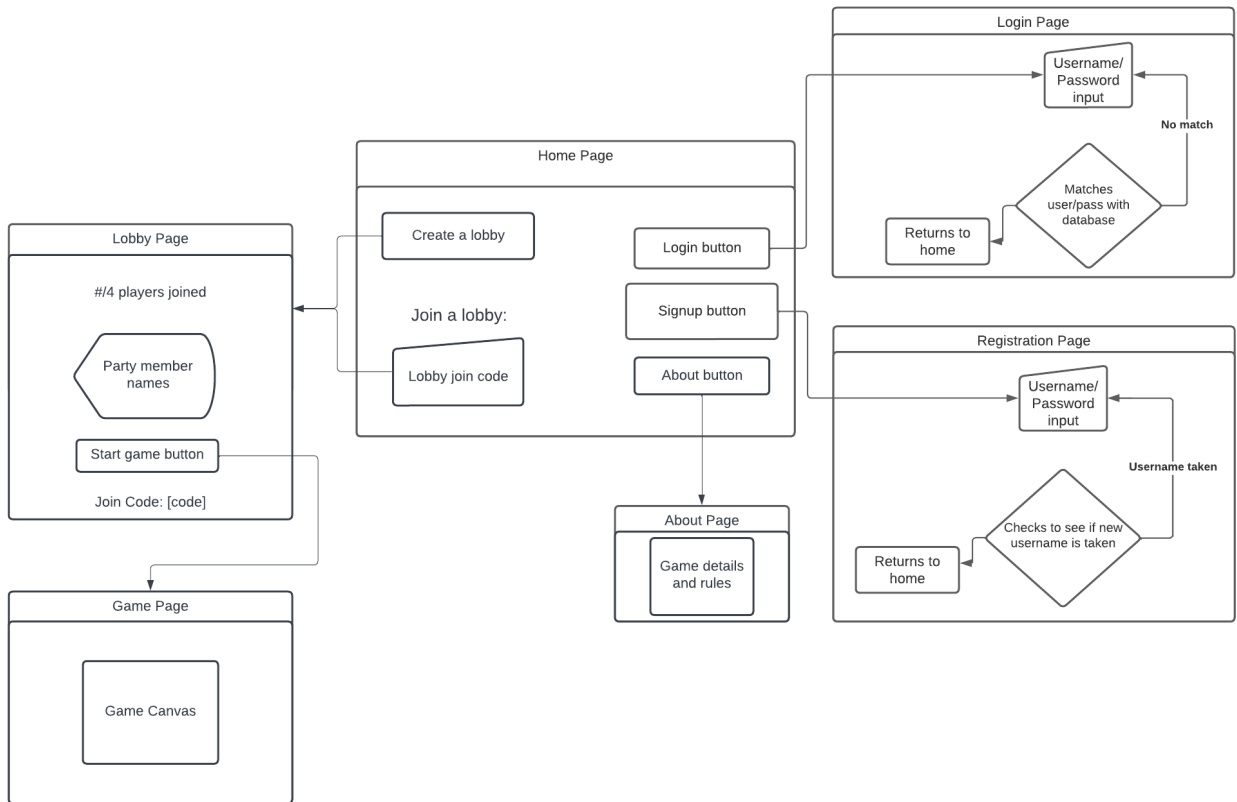 Login Page
Username/
Password
input
No match
Matches
user/pass with
database
Returns to
home
Home Page
Create a lobby
Login button
Signup button
Join a lobby:
Lobby join code
About button
Lobby Page
#/4 players joined
Party member
names
Start game button
Join Code: [code]
Registration Page
Username/
Password
input
Username taken
Checks to see if new
username is taken
Returns to
home
About Page
Game details
and rules
Game Page
Game Canvas